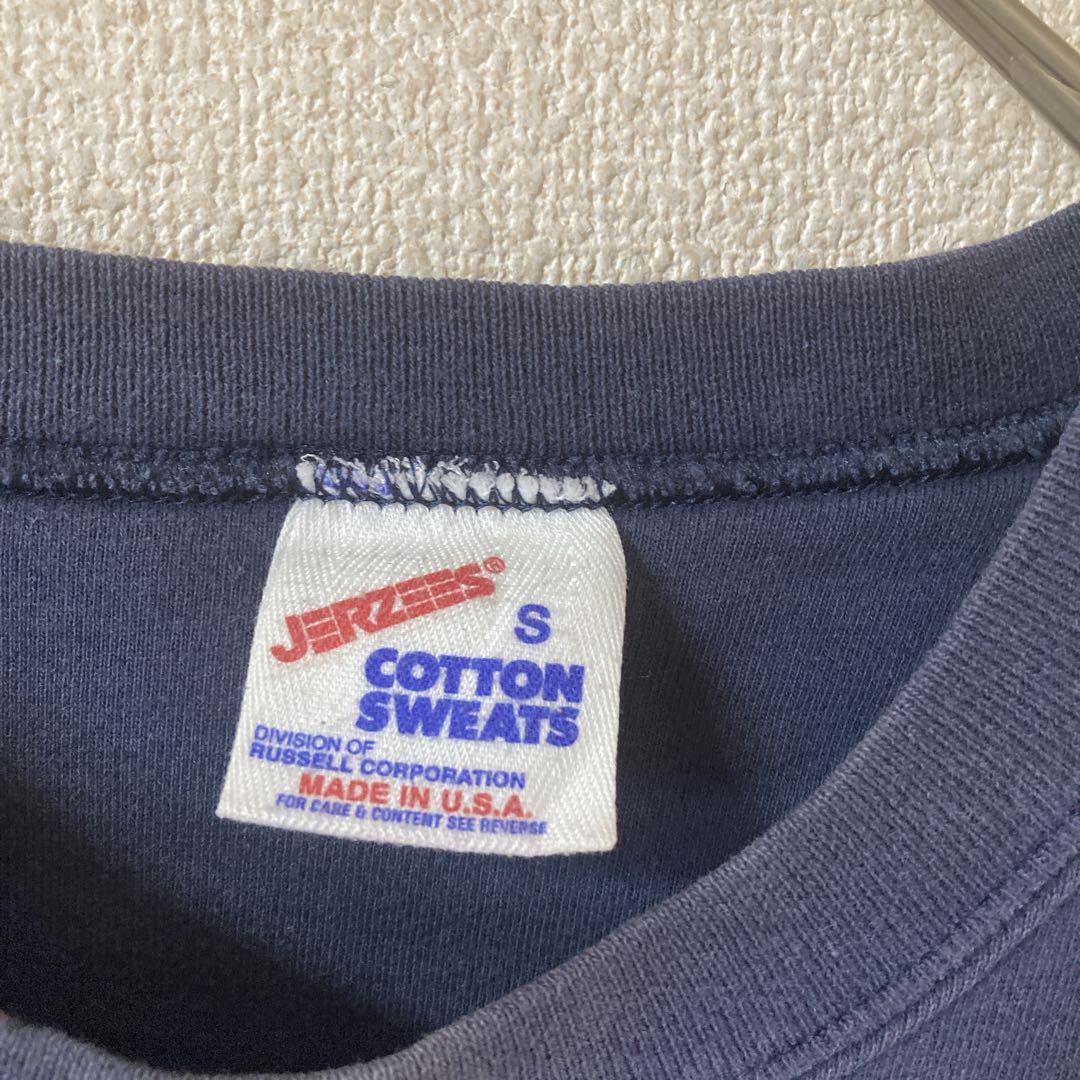 JERZEES®
S
COTTON
SWEATS
DIVISION OF
RUSSELL CORPORATION
MADE IN U.S.A.
FOR CARE & CONTENT SEE REVERSE